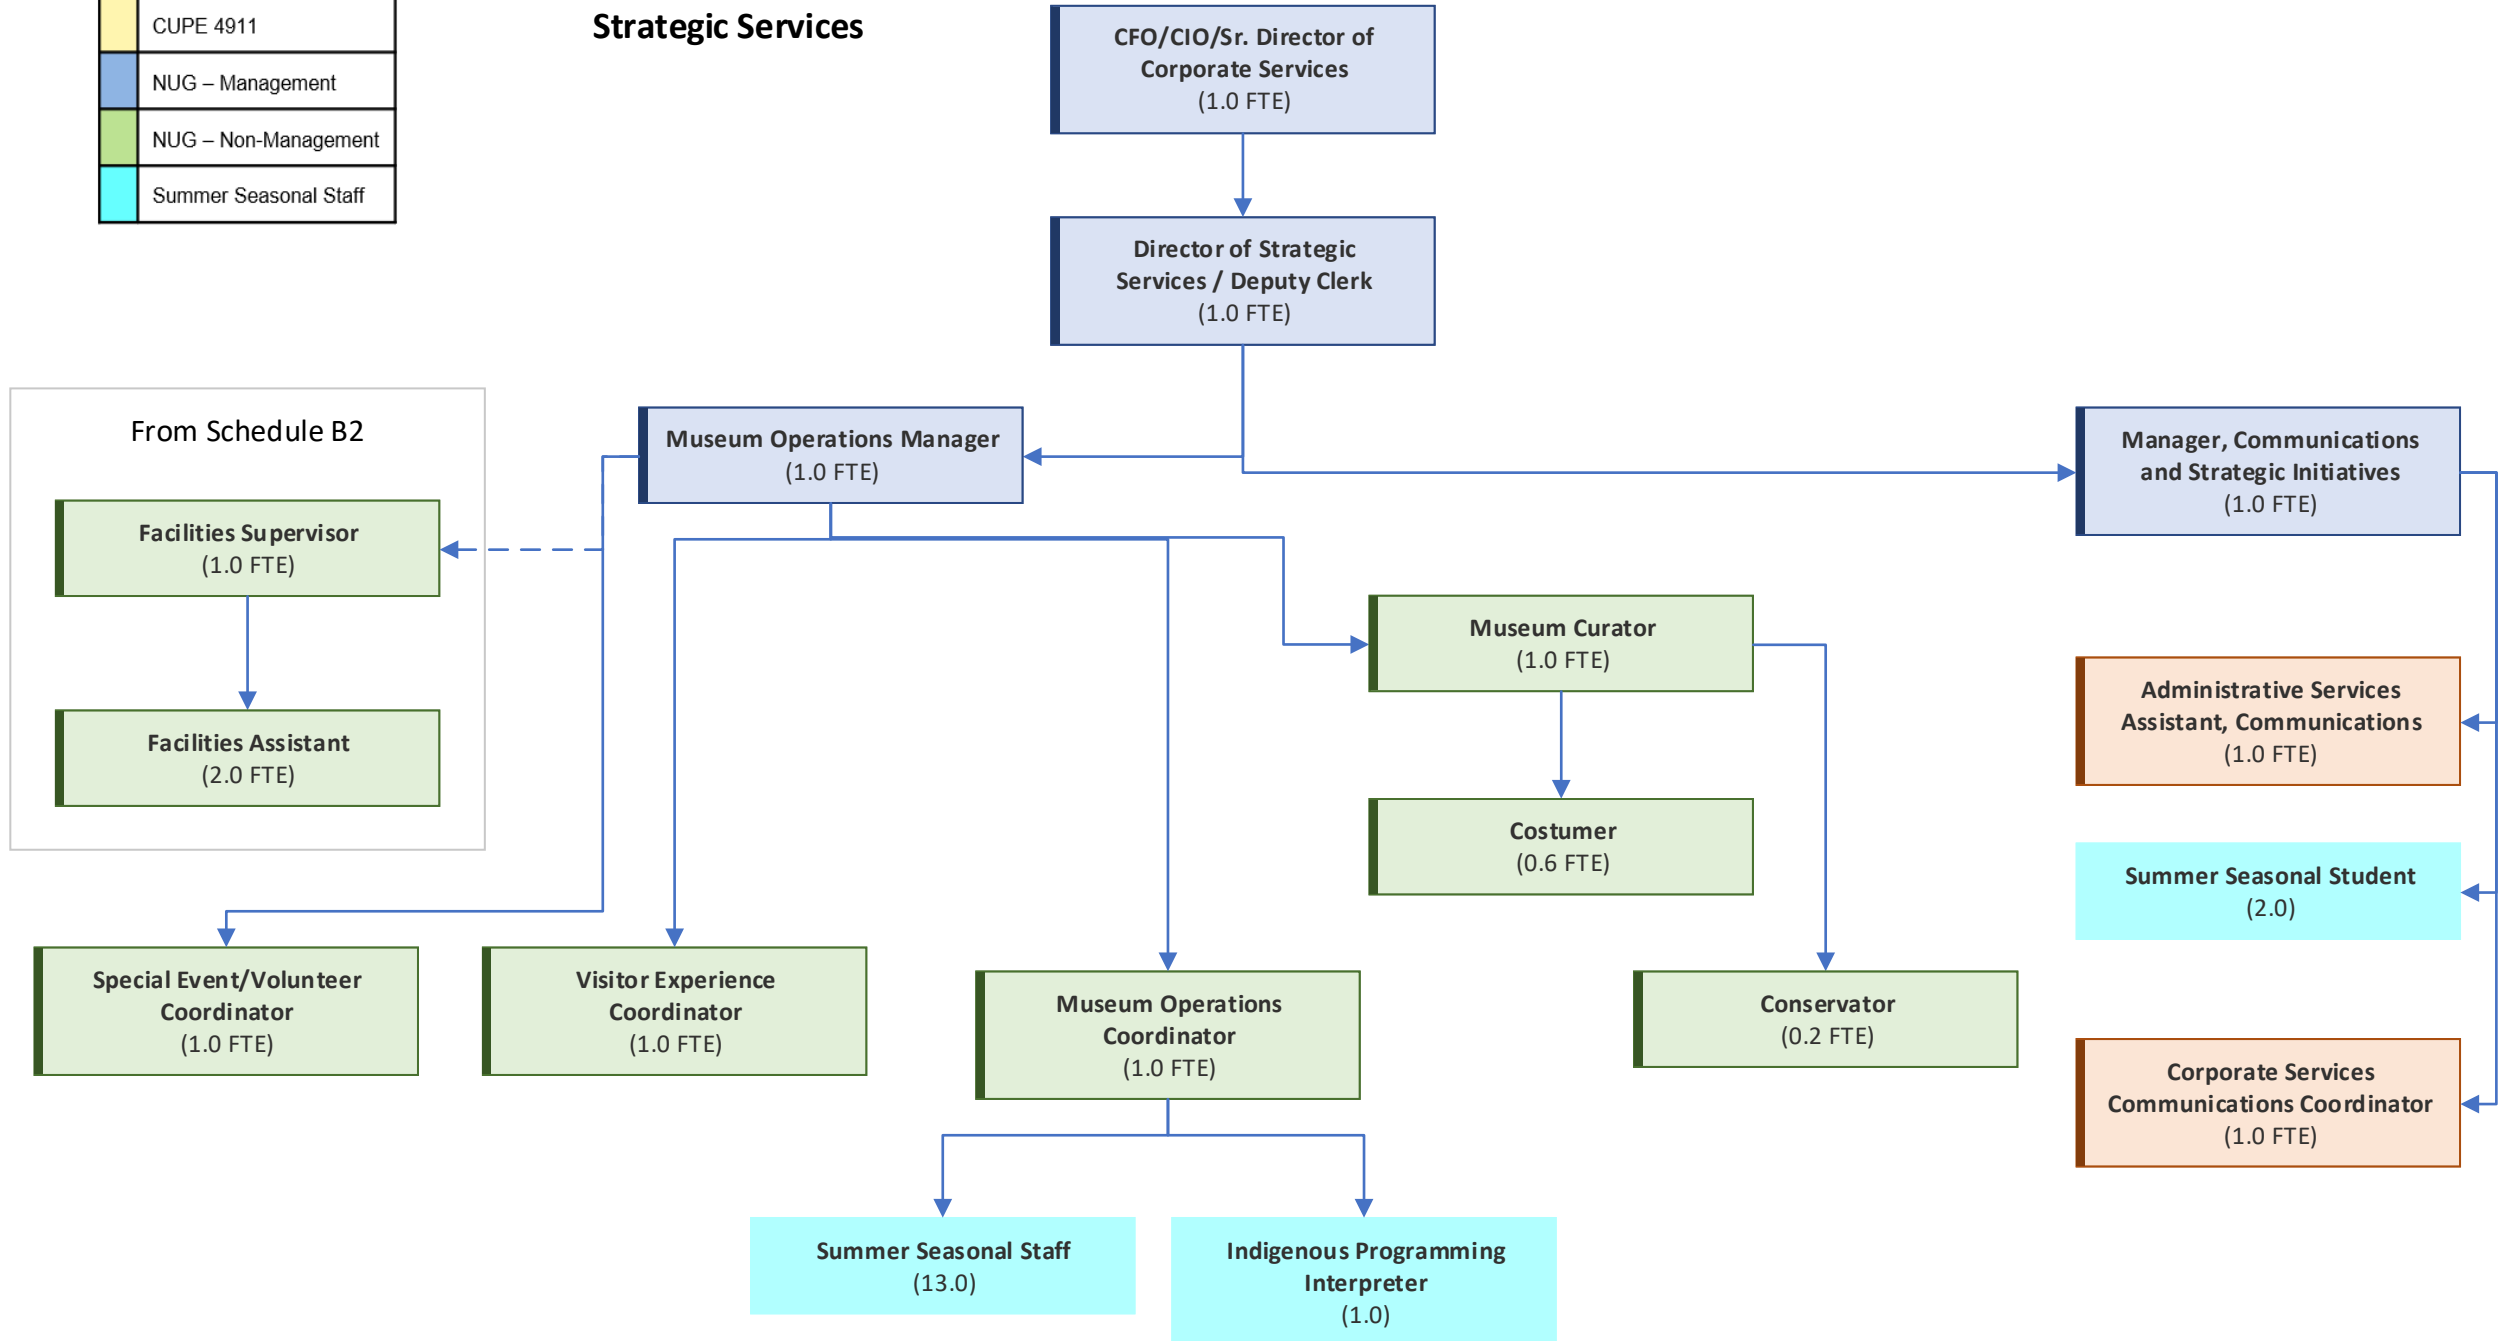 CUPE 4911
NUG – Management
NUG – Non-Management
Summer Seasonal Staff
Strategic Services
CFO/CIO/Sr. Director of
Corporate Services
(1.0 FTE)
Director of Strategic
Services / Deputy Clerk
(1.0 FTE)
From Schedule B2
Facilities Supervisor
(1.0 FTE)
Facilities Assistant
(2.0 FTE)
Museum Operations Manager
(1.0 FTE)
Manager, Communications
and Strategic Initiatives
(1.0 FTE)
Museum Curator
(1.0 FTE)
Costumer
(0.6 FTE)
Administrative Services
Assistant, Communications
(1.0 FTE)
Summer Seasonal Student
(2.0)
Special Event/Volunteer
Coordinator
(1.0 FTE)
Visitor Experience
Coordinator
(1.0 FTE)
Museum Operations
Coordinator
(1.0 FTE)
Conservator
(0.2 FTE)
Corporate Services
Communications Coordinator
(1.0 FTE)
Summer Seasonal Staff
(13.0)
Indigenous Programming
Interpreter
(1.0)